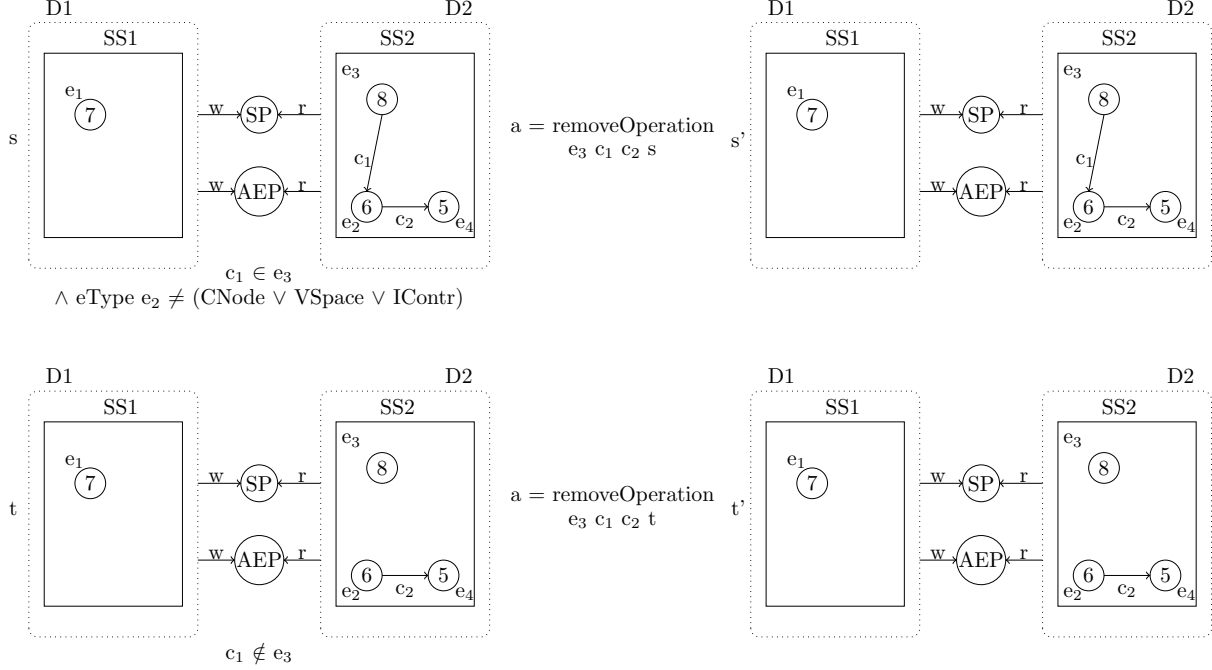 D1 D2 D1 D2
SS1 SS2 SS1 SS2
e₃ e₃
e₁ 8 e₁ 8
7 w SP r 7 w SP r
a = removeOperation
s e₃ c₁ c₂ s s'
c₁ c₁
w AEP r w AEP r
6 5 6 5
e₂ c₂ e₄ e₂ c₂ e₄
c₁ ∈ e₃
∧ eType e₂ ≠ (CNode ∨ VSpace ∨ IContr)
D1 D2 D1 D2
SS1 SS2 SS1 SS2
e₃ e₃
e₁ 8 e₁ 8
7 w SP r 7 w SP r
a = removeOperation
t e₃ c₁ c₂ t t'
w AEP r w AEP r
6 5 6 5
e₂ c₂ e₄ e₂ c₂ e₄
c₁ ∉ e₃